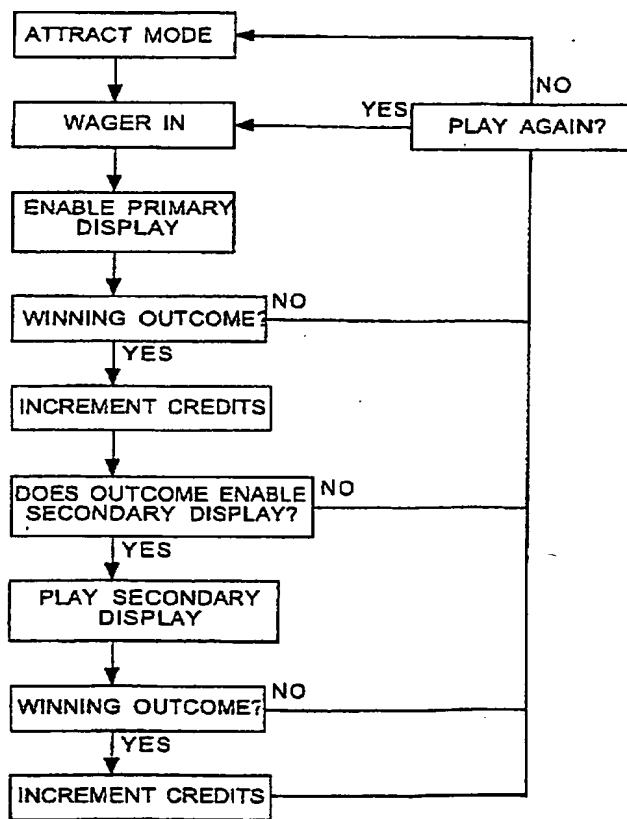 ATTRACT MODE
NO
YES
WAGER IN
PLAY AGAIN?
ENABLE PRIMARY
DISPLAY
NO
WINNING OUTCOME?
YES
INCREMENT CREDITS
NO
DOES OUTCOME ENABLE
SECONDARY DISPLAY?
YES
PLAY SECONDARY
DISPLAY
NO
WINNING OUTCOME?
YES
INCREMENT CREDITS